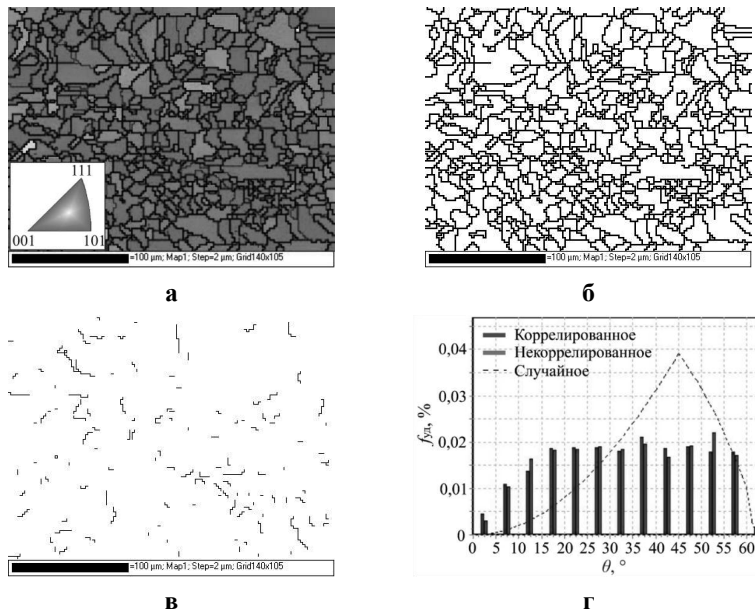 111
001 101
=100 µm; Map1; Step=2 µm; Grid140x105
=100 µm; Map1; Step=2 µm; Grid140x105
а
б
Коррелированное
Некоррелированное
Случайное
0,04
0,03
0,02
0,01
0
fуд, %
0 5 10 15 20 25 30 35 40 45 50 55 60
θ, °
=100 µm; Map1; Step=2 µm; Grid140x105
в
г